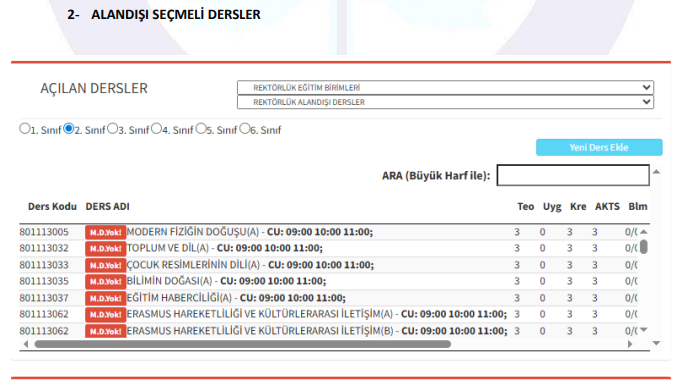 2- ALANDIŞI SEÇMELİ DERSLER
AÇILAN DERSLER
REKTÖRLÜK EĞİTİM BİRİMLERİ
REKTÖRLÜK ALANDIŞI DERSLER
1. Sınıf 2. Sınıf 3. Sınıf 4. Sınıf 5. Sınıf 6. Sınıf
Yeni Ders Ekle
ARA (Büyük Harf ile):
Ders Kodu DERS ADI Teo Uyg Kre AKTS Blm
801113005 M.D.Yok! MODERN FİZİĞİN DOĞUŞU(A) - CU: 09:00 10:00 11:00; 3 0 3 3 0/(
801113032 M.D.Yok! TOPLUM VE DİL(A) - CU: 09:00 10:00 11:00; 3 0 3 3 0/(
801113033 M.D.Yok! ÇOCUK RESİMLERİNİN DİLİ(A) - CU: 09:00 10:00 11:00; 3 0 3 3 0/(
801113035 M.D.Yok! BİLİMİN DOĞASI(A) - CU: 09:00 10:00 11:00; 3 0 3 3 0/(
801113037 M.D.Yok! EĞİTİM HABERCİLİĞİ(A) - CU: 09:00 10:00 11:00; 3 0 3 3 0/(
801113062 M.D.Yok! ERASMUS HAREKETLİLİĞİ VE KÜLTÜRLERARASI İLETİŞİM(A) - CU: 09:00 10:00 11:00; 3 0 3 3 0/(
801113062 M.D.Yok! ERASMUS HAREKETLİLİĞİ VE KÜLTÜRLERARASI İLETİŞİM(B) - CU: 09:00 10:00 11:00; 3 0 3 3 0/(